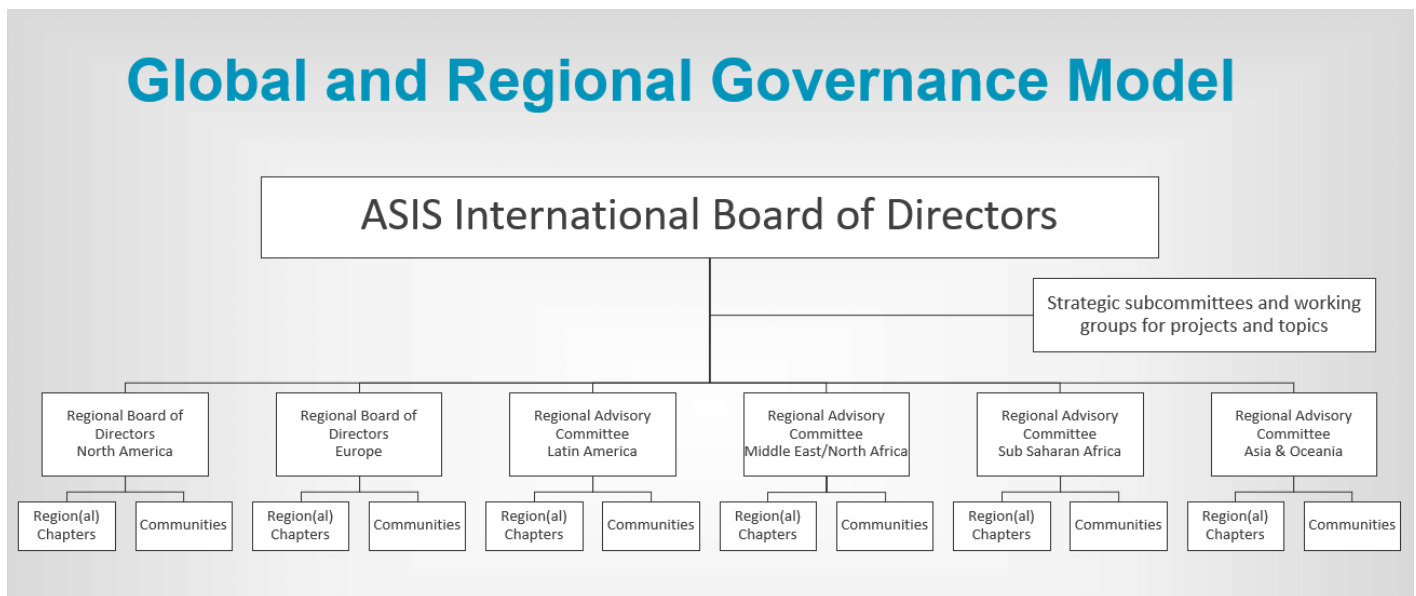 Global and Regional Governance Model
ASIS International Board of Directors
Strategic subcommittees and working
groups for projects and topics
Regional Board of
Directors
North America
Regional Board of
Directors
Europe
Regional Advisory
Committee
Latin America
Regional Advisory
Committee
Middle East/North Africa
Regional Advisory
Committee
Sub Saharan Africa
Regional Advisory
Committee
Asia & Oceania
Region(al)
Chapters
Communities
Region(al)
Chapters
Communities
Region(al)
Chapters
Communities
Region(al)
Chapters
Communities
Region(al)
Chapters
Communities
Region(al)
Chapters
Communities